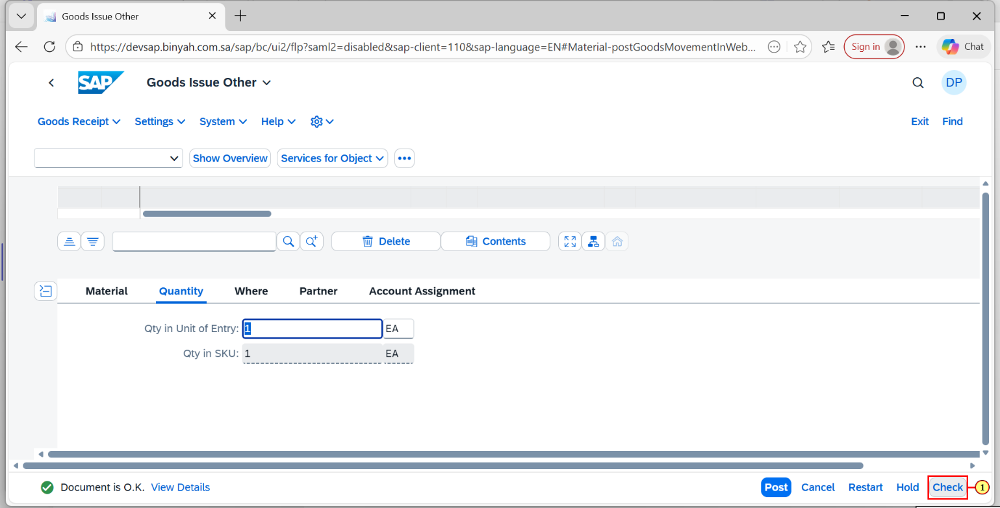 Goods Issue Other
https://devsap.binyah.com.sa/sap/bc/ui2/flp?saml2=disabled&sap-client=110&sap-language=EN#Material-postGoodsMovementInWeb...
Sign in
Chat
SAP
Goods Issue Other
DP
Goods Receipt Settings System Help
Exit Find
Show Overview Services for Object
Delete Contents
Material Quantity Where Partner Account Assignment
Qty in Unit of Entry: 1 EA
Qty in SKU: 1 EA
Document is O.K. View Details
Post Cancel Restart Hold Check 1